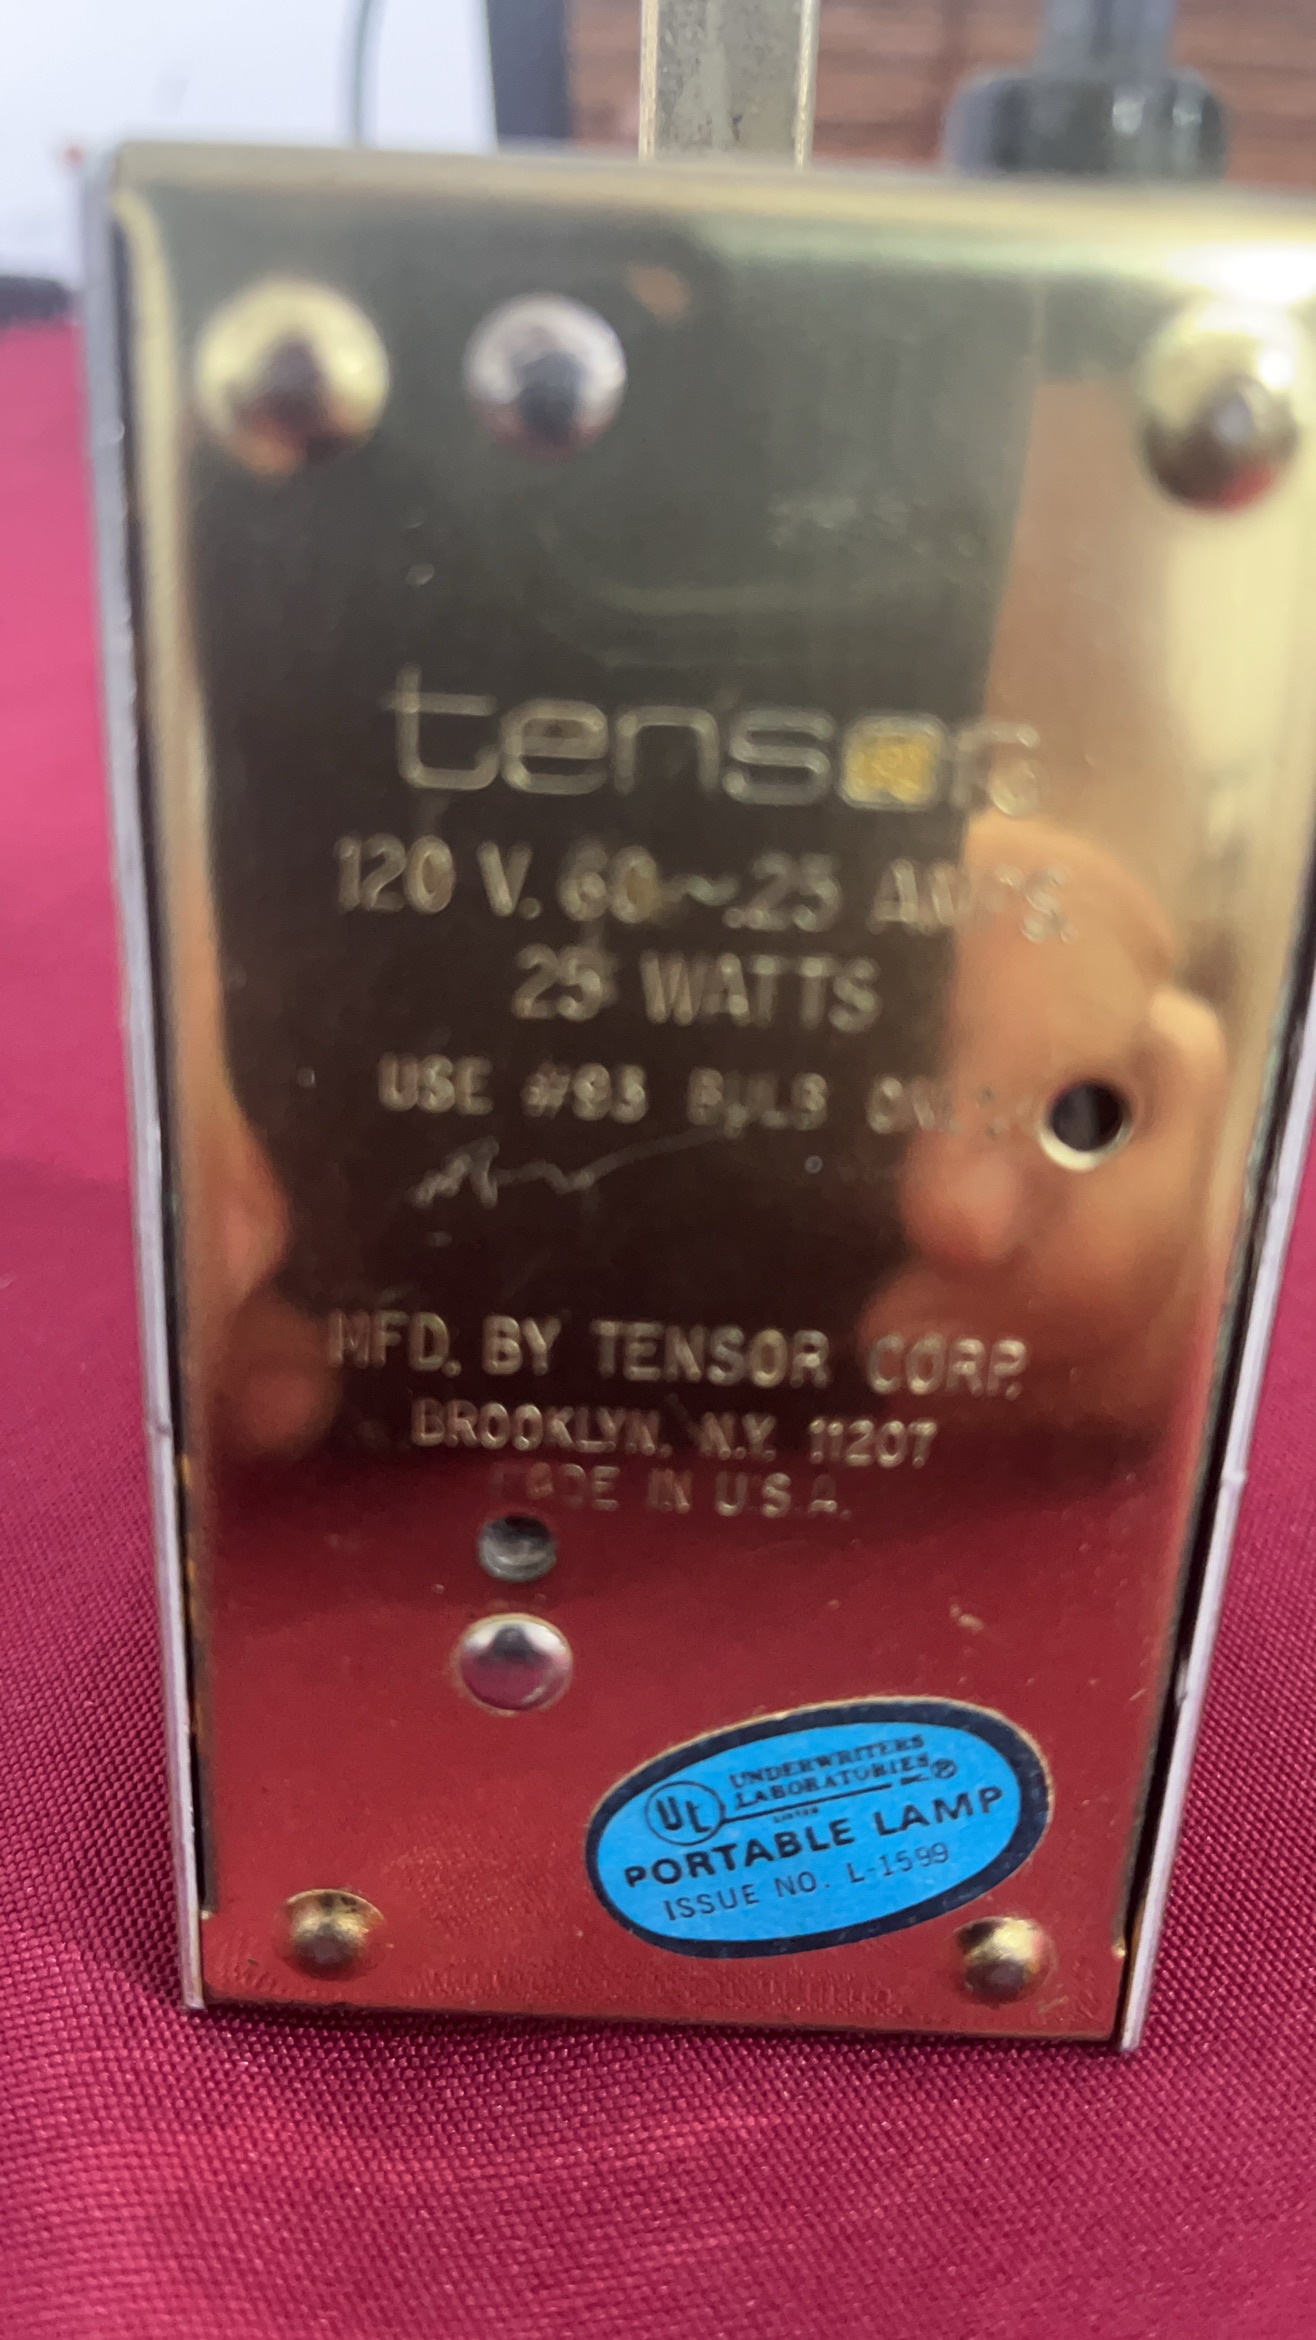 tensor®
120 V. 60~.25 AMPS.
25 WATTS
USE #93 BULB ONLY
MFD. BY TENSOR CORP.
BROOKLYN, N.Y. 11207
MADE IN U.S.A.
UL
UNDERWRITERS
LABORATORIES, INC.®
LISTED
PORTABLE LAMP
ISSUE NO. L-1599